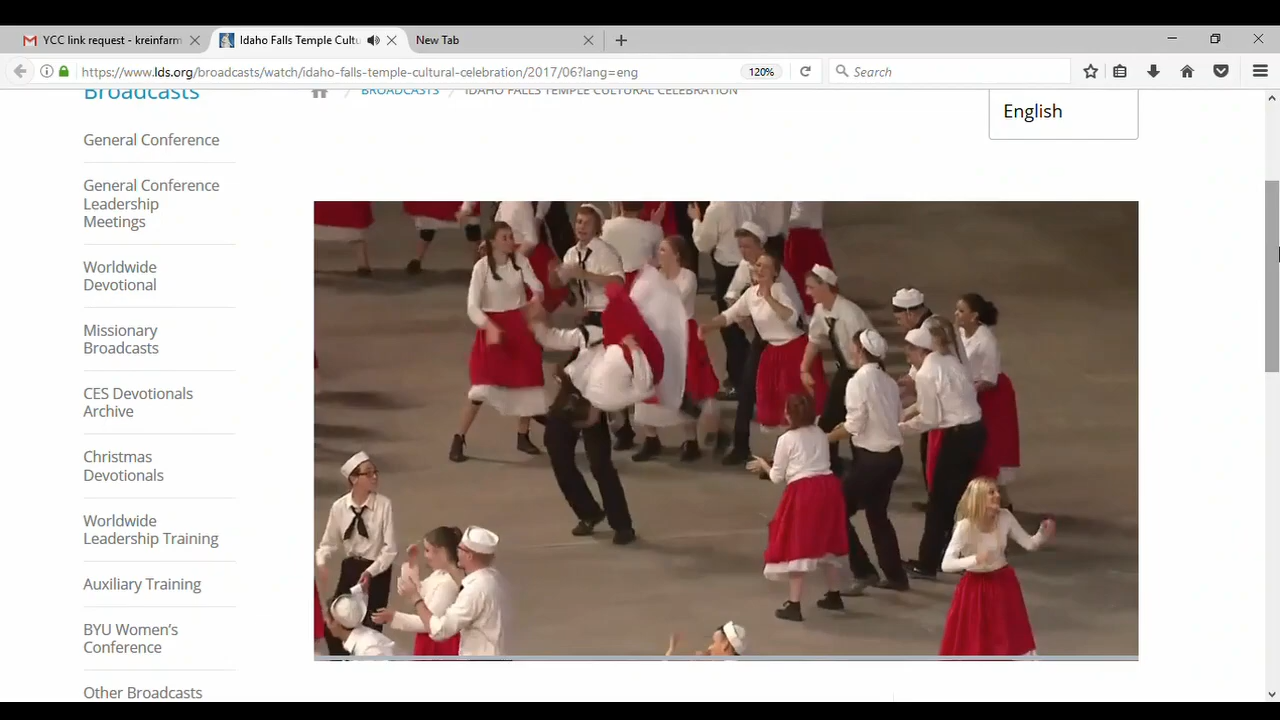 YCC link request - kreinfarm
Idaho Falls Temple Cultu
New Tab
https://www.lds.org/broadcasts/watch/idaho-falls-temple-cultural-celebration/2017/06?lang=eng
120%
Search
Broadcasts
BROADCASTS / IDAHO FALLS TEMPLE CULTURAL CELEBRATION
English
General Conference
General Conference
Leadership
Meetings
Worldwide
Devotional
Missionary
Broadcasts
CES Devotionals
Archive
Christmas
Devotionals
Worldwide
Leadership Training
Auxiliary Training
BYU Women's
Conference
Other Broadcasts